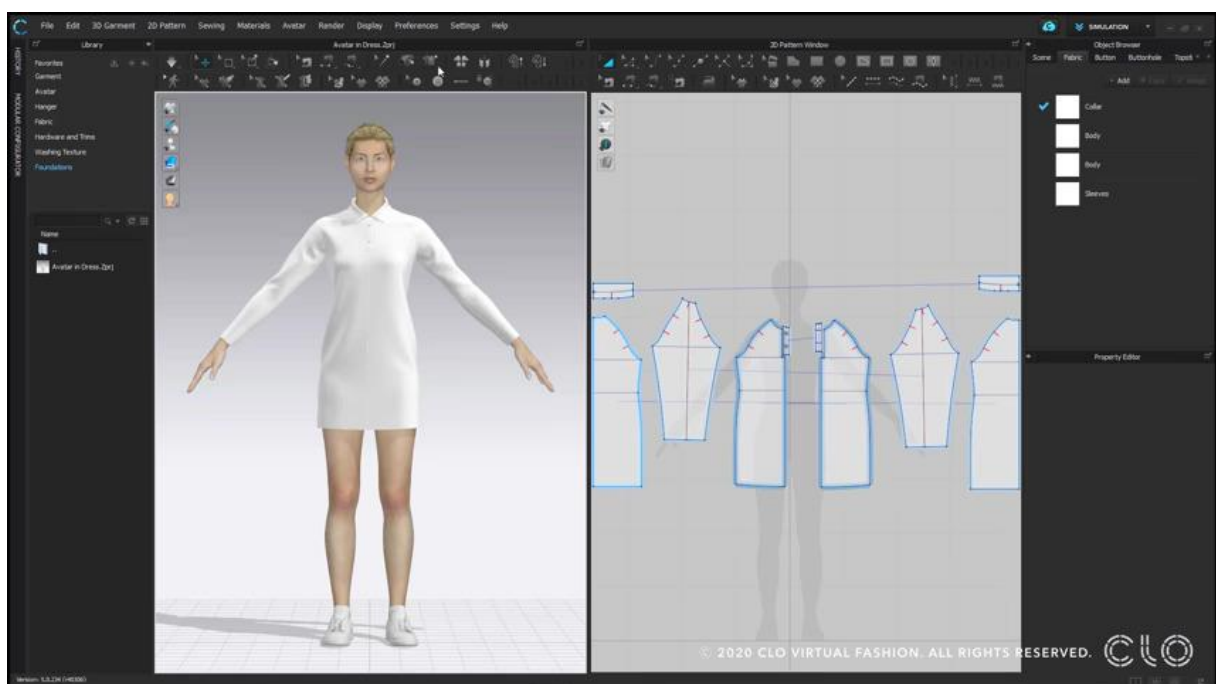 File Edit 3D Garment 2D Pattern Sewing Materials Avatar Render Display Preferences Settings Help
SIMULATION
HISTORY
MODULAR CONFIGURATOR
Library
Favorites
Garment
Avatar
Hanger
Fabric
Hardware and Trims
Washing Texture
Foundations
Name
..
Avatar in Dress.Zprj
Avatar in Dress.Zprj
2D Pattern Window
Object Browser
Scene Fabric Button Buttonhole
Add
Collar
Body
Body
Sleeves
Property Editor
© 2020 CLO VIRTUAL FASHION. ALL RIGHTS RESERVED. CLO